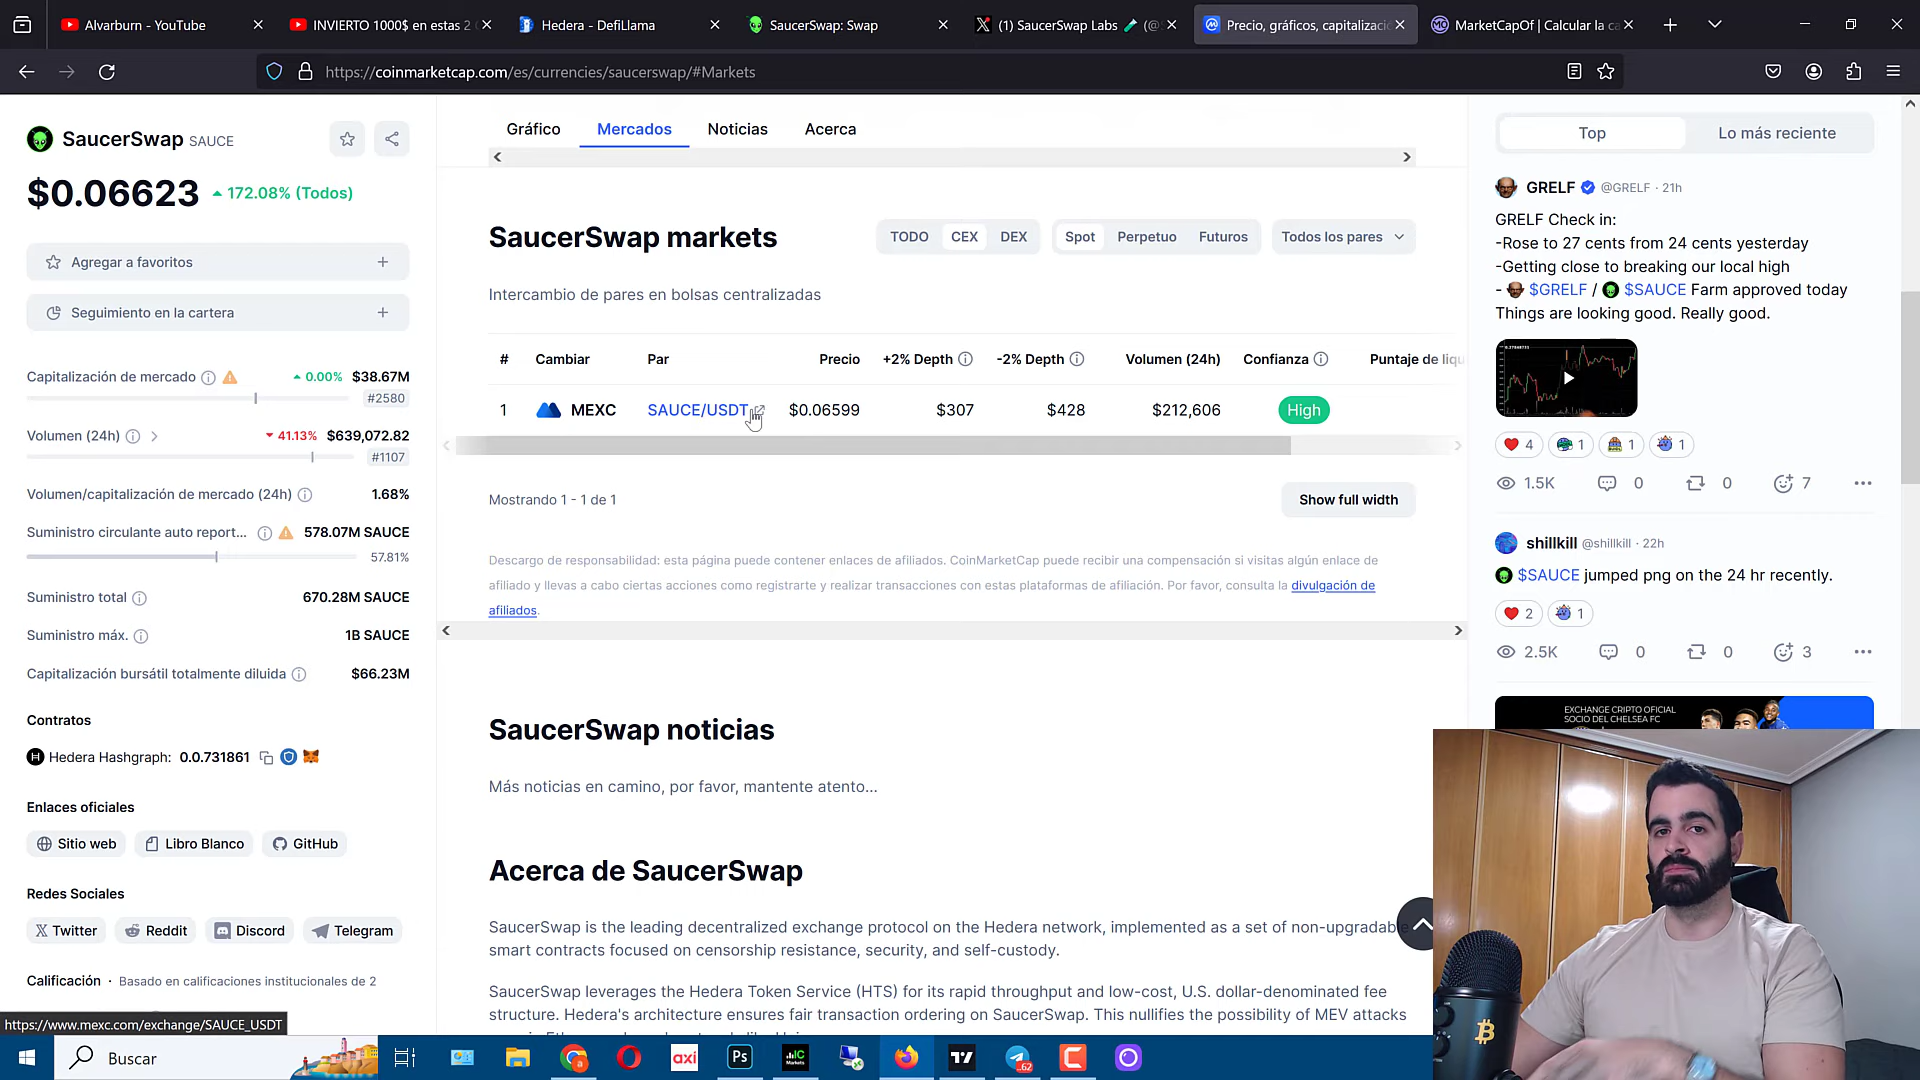 Alvarburn - YouTube
INVIERTO 1000$ en estas 2
Hedera - DefiLlama
SaucerSwap: Swap
(1) SaucerSwap Labs 🧪 (@
Precio, gráficos, capitalizació
MarketCapOf | Calcular la ca
https://coinmarketcap.com/es/currencies/saucerswap/#Markets
SaucerSwap SAUCE
$0.06623
172.08% (Todos)
Agregar a favoritos
Seguimiento en la cartera
Capitalización de mercado 0.00% $38.67M
#2580
Volumen (24h) 41.13% $639,072.82
#1107
Volumen/capitalización de mercado (24h) 1.68%
Suministro circulante auto report... 578.07M SAUCE
57.81%
Suministro total 670.28M SAUCE
Suministro máx. 1B SAUCE
Capitalización bursátil totalmente diluida $66.23M
Contratos
Hedera Hashgraph: 0.0.731861
Enlaces oficiales
Sitio web
Libro Blanco
GitHub
Redes Sociales
Twitter
Reddit
Discord
Telegram
Calificación · Basado en calificaciones institucionales de 2
https://www.mexc.com/exchange/SAUCE_USDT
Gráfico
Mercados
Noticias
Acerca
SaucerSwap markets
TODO CEX DEX
Spot Perpetuo Futuros
Todos los pares
Intercambio de pares en bolsas centralizadas
# Cambiar Par Precio +2% Depth -2% Depth Volumen (24h) Confianza Puntaje de liqu
1 MEXC SAUCE/USDT $0.06599 $307 $428 $212,606 High
Mostrando 1 - 1 de 1
Show full width
Descargo de responsabilidad: esta página puede contener enlaces de afiliados. CoinMarketCap puede recibir una compensación si visitas algún enlace de
afiliado y llevas a cabo ciertas acciones como registrarte y realizar transacciones con estas plataformas de afiliación. Por favor, consulta la divulgación de
afiliados.
SaucerSwap noticias
Más noticias en camino, por favor, mantente atento...
Acerca de SaucerSwap
SaucerSwap is the leading decentralized exchange protocol on the Hedera network, implemented as a set of non-upgradable
smart contracts focused on censorship resistance, security, and self-custody.
SaucerSwap leverages the Hedera Token Service (HTS) for its rapid throughput and low-cost, U.S. dollar-denominated fee
structure. Hedera's architecture ensures fair transaction ordering on SaucerSwap. This nullifies the possibility of MEV attacks
Top
Lo más reciente
GRELF @GRELF · 21h
GRELF Check in:
-Rose to 27 cents from 24 cents yesterday
-Getting close to breaking our local high
- $GRELF / $SAUCE Farm approved today
Things are looking good. Really good.
4 1 1 1
1.5K 0 0 7
shillkill @shillkill · 22h
$SAUCE jumped png on the 24 hr recently.
2 1
2.5K 0 0 3
EXCHANGE CRIPTO OFICIAL
SOCIO DEL CHELSEA FC
Buscar
axi
Ps
IC
Markets
62